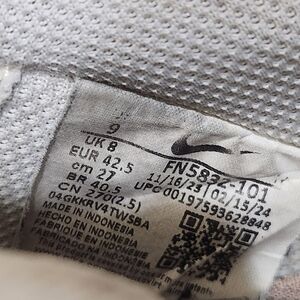 9
UK 8
EUR 42.5
cm 27
BR 40.5
CN 270(2.5)
04GKKRV4TWSBA
MADE IN INDONESIA
HECHO EN INDONESIA
FABRIQUÉ EN INDONESIE
FN5832-101
11/16/23 02/15/24
UPC 00197593628848